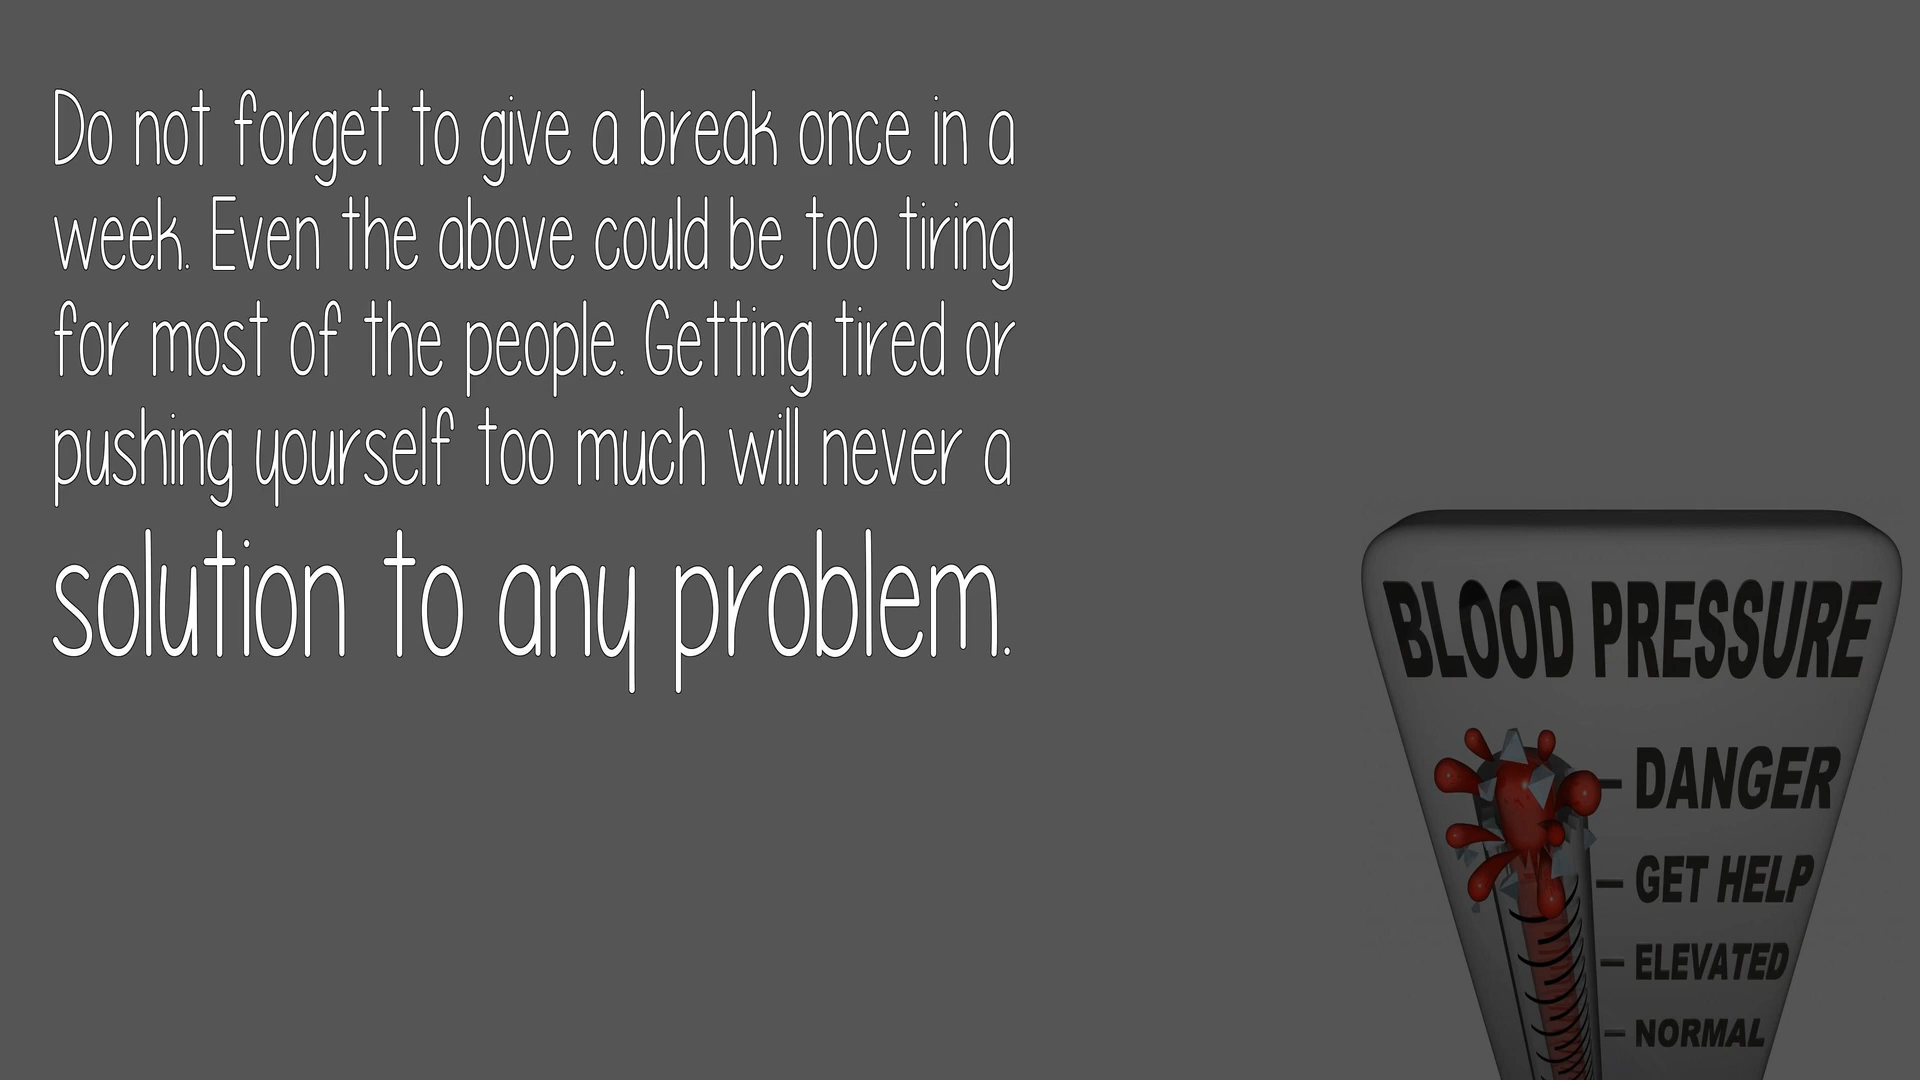 Do not forget to give a break once in a
week. Even the above could be too tiring
for most of the people. Getting tired or
pushing yourself too much will never a
solution to any problem.
BLOOD PRESSURE
DANGER
GET HELP
ELEVATED
NORMAL